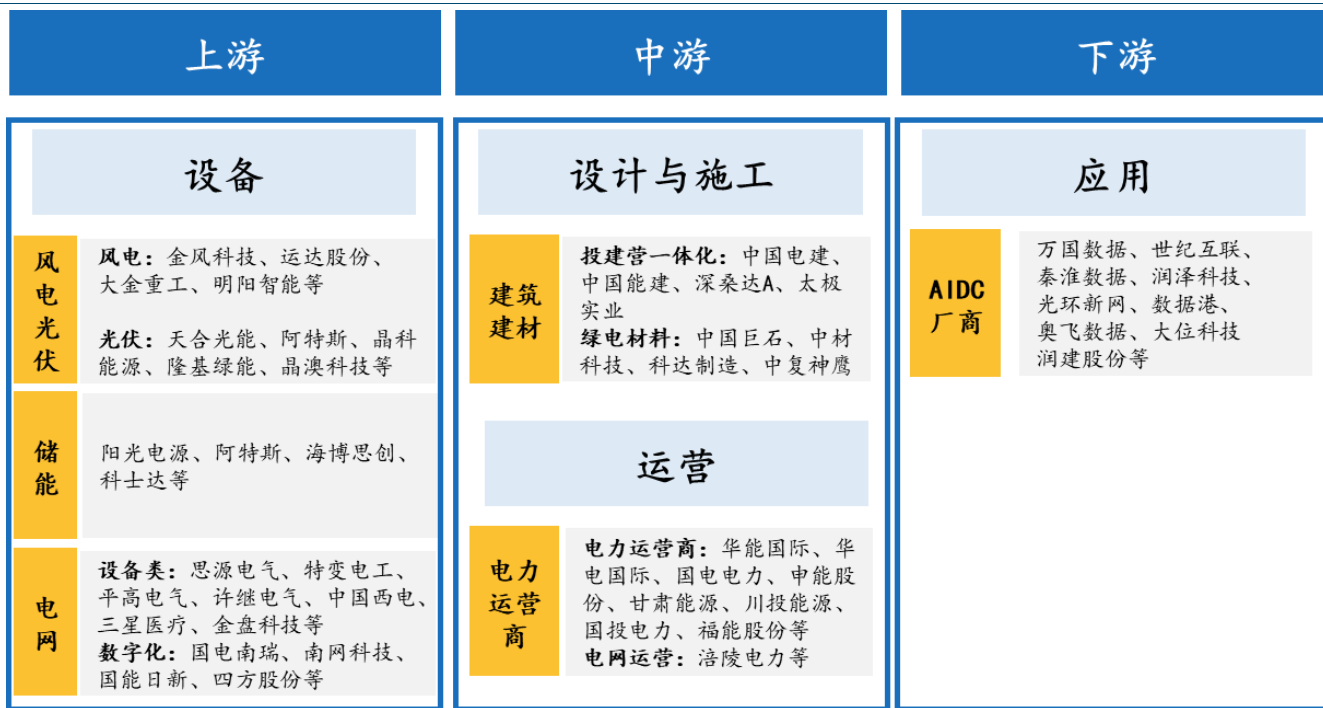 上游
设备
风电光伏
风电：金风科技、运达股份、
大金重工、明阳智能等
光伏：天合光能、阿特斯、晶科
能源、隆基绿能、晶澳科技等
储能
阳光电源、阿特斯、海博思创、
科士达等
电网
设备类：思源电气、特变电工、
平高电气、许继电气、中国西电、
三星医疗、金盘科技等
数字化：国电南瑞、南网科技、
国能日新、四方股份等
中游
设计与施工
建筑
建材
投建营一体化：中国电建、
中国能建、深桑达A、太极
实业
绿电材料：中国巨石、中材
科技、科达制造、中复神鹰
运营
电力
运营
商
电力运营商：华能国际、华
电国际、国电电力、申能股
份、甘肃能源、川投能源、
国投电力、福能股份等
电网运营：涪陵电力等
下游
应用
AIDC
厂商
万国数据、世纪互联、
秦淮数据、润泽科技、
光环新网、数据港、
奥飞数据、大位科技
润建股份等